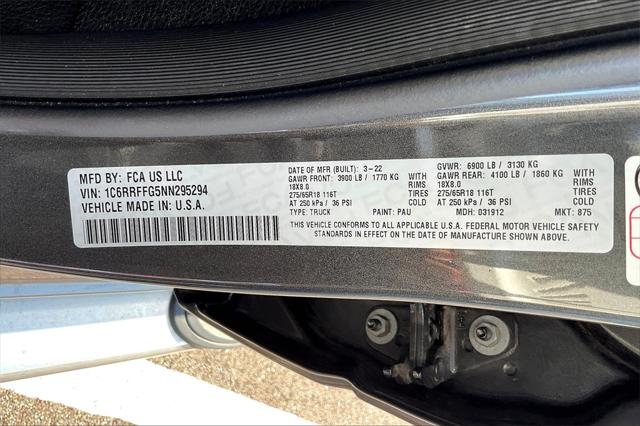 MFD BY: FCA US LLC
VIN: 1C6RRFFG5NN295294
VEHICLE MADE IN: U.S.A.
DATE OF MFR (BUILT): 3-22
GAWR FRONT: 3900 LB / 1770 KG
18X8.0 RIMS
275/65R18 116T TIRES
AT 250 kPa / 36 PSI COLD
TYPE: TRUCK PAINT: PAU
GVWR: 6900 LB / 3130 KG
GAWR REAR: 4100 LB / 1860 KG
18X8.0 RIMS
275/65R18 116T TIRES
AT 250 kPa / 36 PSI COLD
MDH: 031912 MKT: 875
THIS VEHICLE CONFORMS TO ALL APPLICABLE U.S.A. FEDERAL MOTOR VEHICLE SAFETY
STANDARDS IN EFFECT ON THE DATE OF MANUFACTURE SHOWN ABOVE.